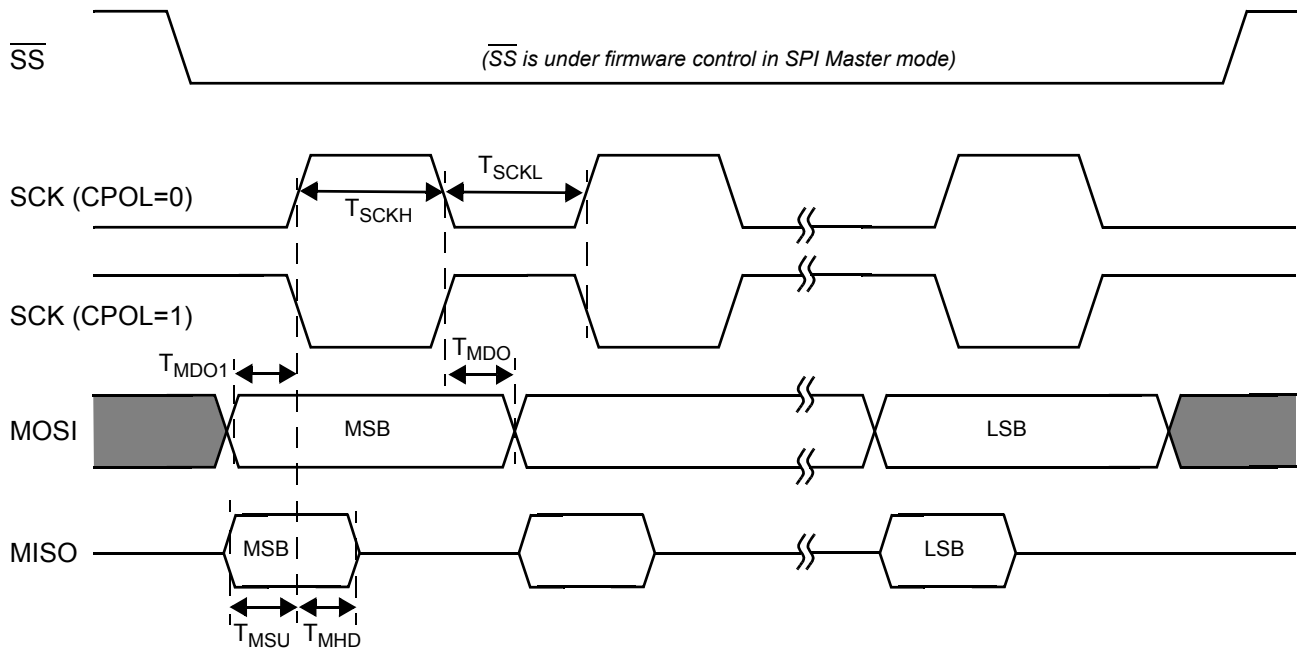 SS
(SS is under firmware control in SPI Master mode)
SCK (CPOL=0)
TSCKH
TSCKL
SCK (CPOL=1)
TMDO1
TMDO
MOSI
MSB
LSB
MISO
MSB
LSB
TMSU
TMHD